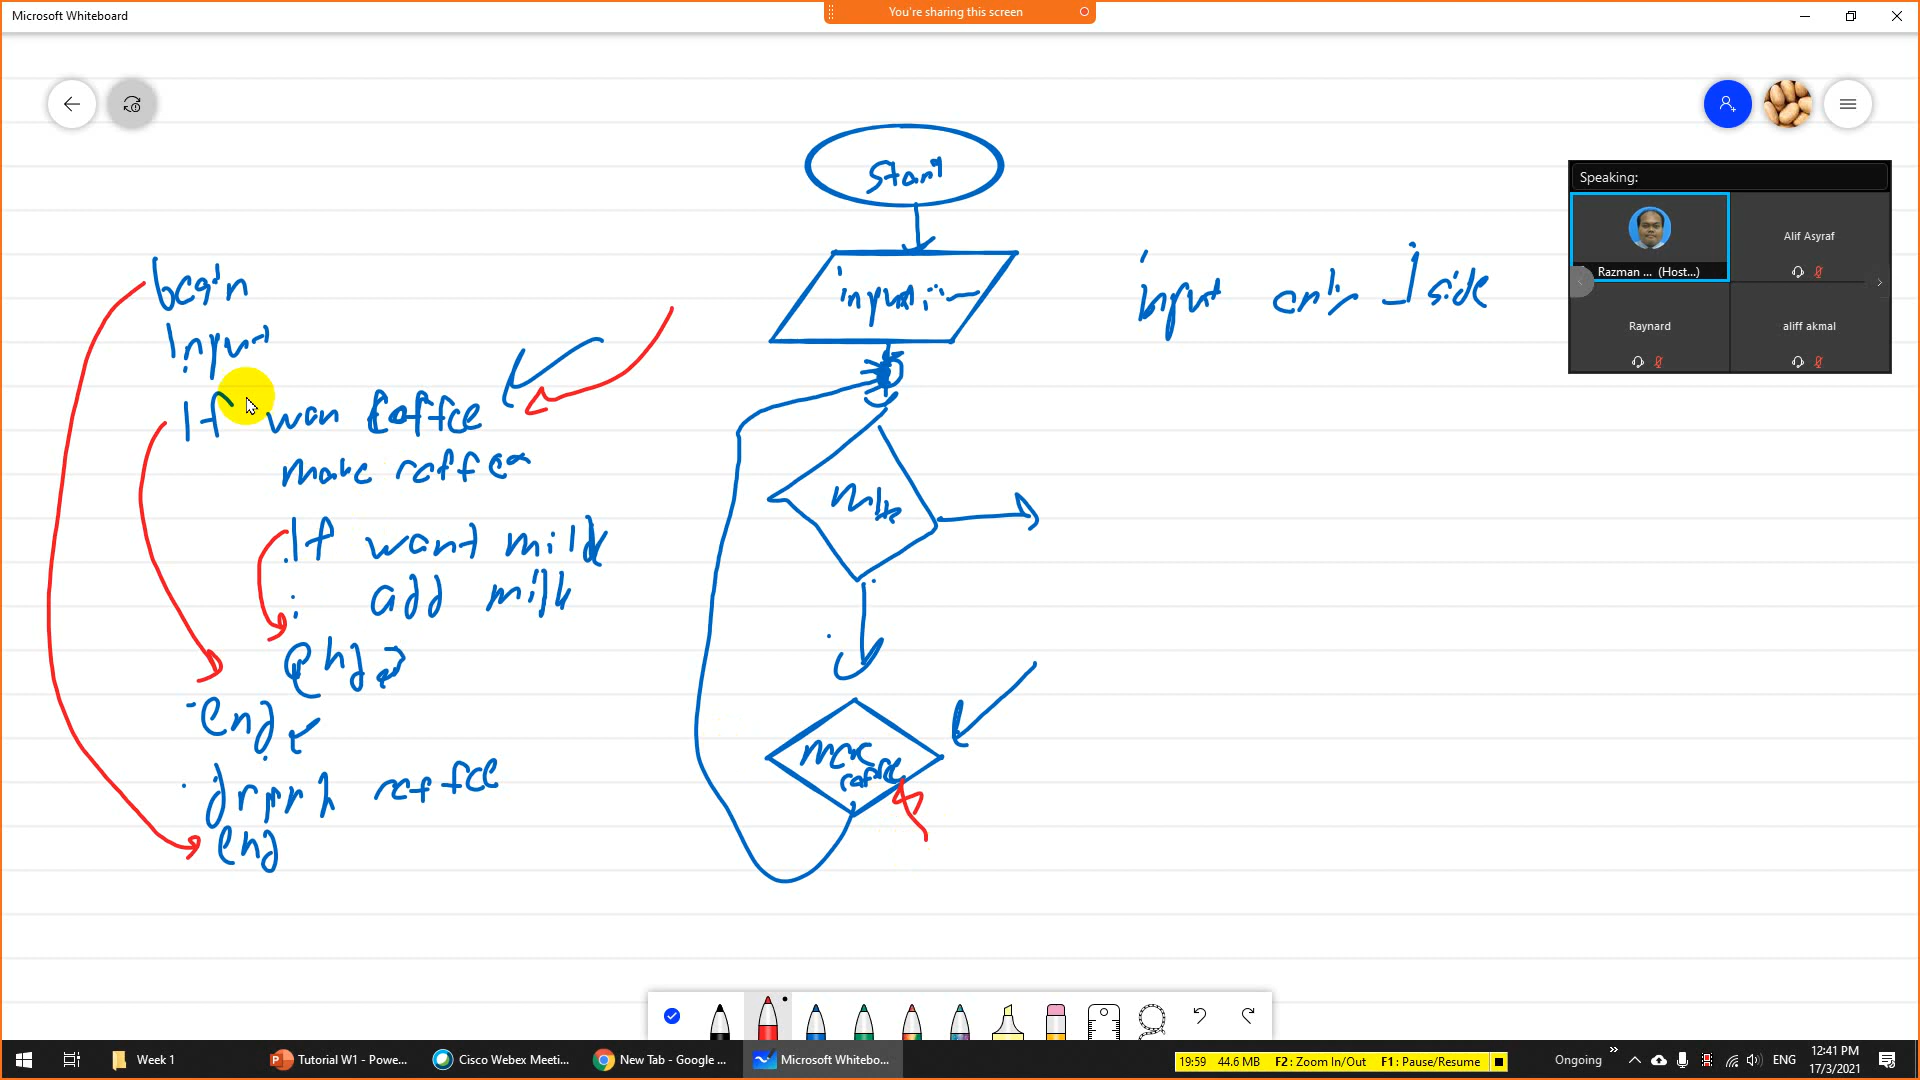 Microsoft Whiteboard
You're sharing this screen
Start
input
input only 1 side
begin
Input
If wan Coffee
make coffee
If want milk
add milk
end
end
drink coffee
end
Milk
make
coffee
Speaking:
Razman ... (Host...)
Alif Asyraf
Raynard
aliff akmal
Week 1
Tutorial W1 - Powe...
Cisco Webex Meeti...
New Tab - Google ...
Microsoft Whitebo...
19:59 44.6 MB F2: Zoom In/Out F1: Pause/Resume
Ongoing
ENG
12:41 PM
17/3/2021